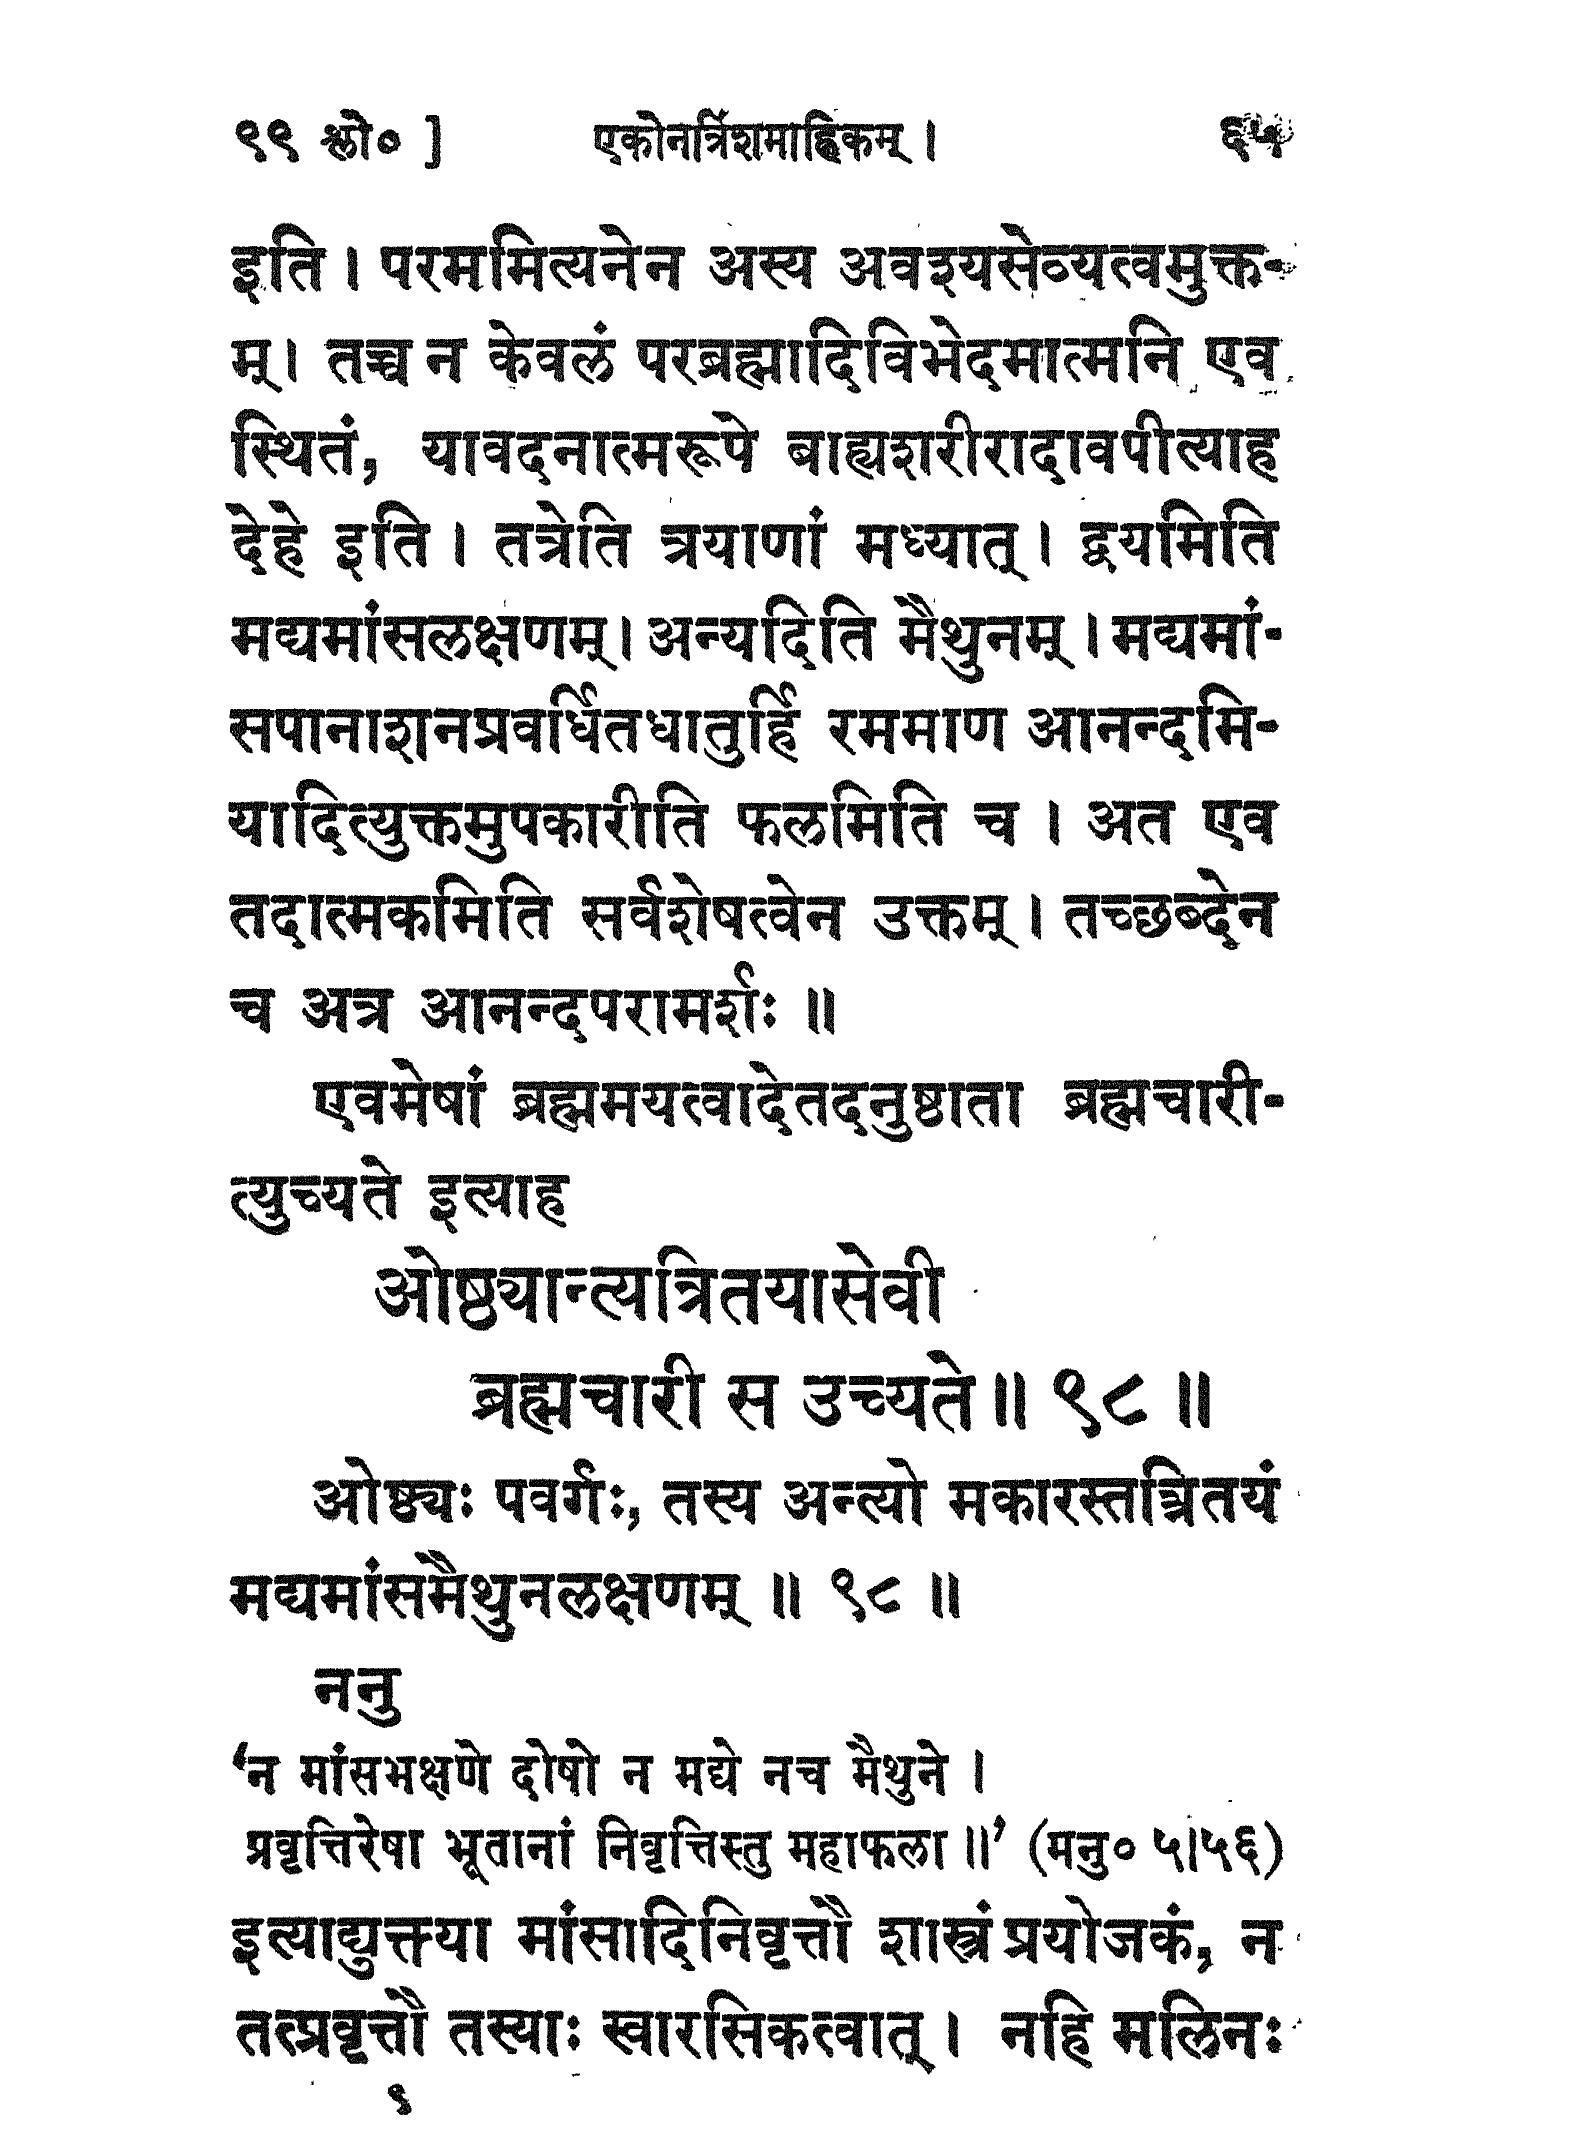 ९९ श्लो० ] एकोनत्रिंशमाह्निकम् । ६५
इति । परममित्यनेन अस्य अवश्यसेव्यत्वमुक्त-
म् । तच्च न केवलं परब्रह्मादिविभेदमात्मनि एव
स्थितं, यावदनात्मरूपे बाह्यशरीरादावपीत्याह
देहे इति । तत्रेति त्रयाणां मध्यात् । द्वयमिति
मद्यमांसलक्षणम् । अन्यदिति मैथुनम् । मद्यमां-
सपानाशनप्रवर्धितधातुर्हि रममाण आनन्दमि-
यादित्युक्तमुपकारीति फलमिति च । अत एव
तदात्मकमिति सर्वशेषत्वेन उक्तम् । तच्छब्देन
च अत्र आनन्दपरामर्शः ॥
एवमेषां ब्रह्ममयत्वादेतदनुष्ठाता ब्रह्मचारी-
त्युच्यते इत्याह
ओष्ठ्यान्त्यत्रितयासेवी
ब्रह्मचारी स उच्यते ॥ ९८ ॥
ओष्ठ्यः पवर्गः, तस्य अन्त्यो मकारस्तत्त्रितयं
मद्यमांसमैथुनलक्षणम् ॥ ९८ ॥
ननु
‘न मांसभक्षणे दोषो न मद्ये नच मैथुने ।
प्रवृत्तिरेषा भूतानां निवृत्तिस्तु महाफला ॥’ (मनु० ५।५६)
इत्याद्युक्त्या मांसादिनिवृत्तौ शास्त्रं प्रयोजकं, न
तत्प्रवृत्तौ तस्याः स्वारसिकत्वात् । नहि मलिनः
९